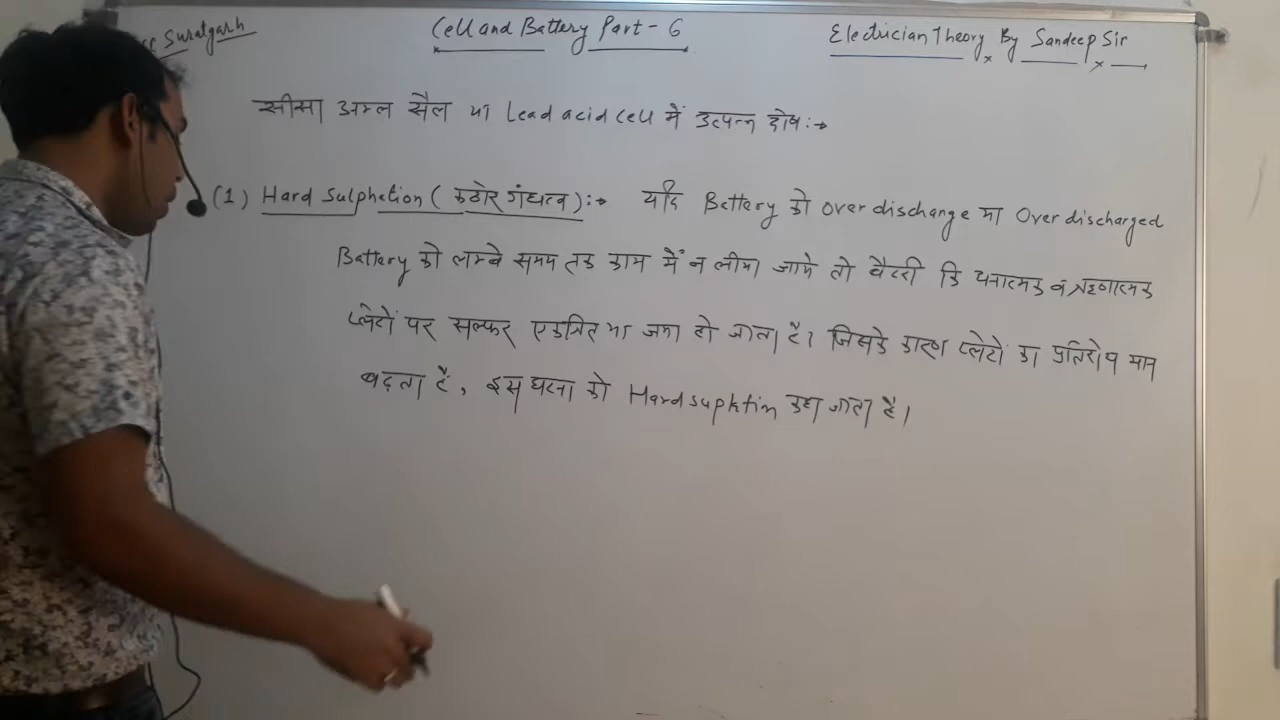 Suratgarh
Cell and Battery Part - 6
Electrician Theory By Sandeep Sir
सीसा अम्ल सैल या Lead acid cell में उत्पन्न दोष :→
(1) Hard Sulphetion ( कठोर गंधत्व ) :→ यदि Battery को over discharge या Over discharged
Battery को लम्बे समय तक काम में न लीया जाये तो बैटरी कि धनात्मक व ऋणात्मक
प्लेटों पर सल्फर एकत्रित या जमा हो जाता है। जिसके कारण प्लेटों का प्रतिरोध मान
बढ़ता है, इस घटना को Hard suphtin कहा जाता है।